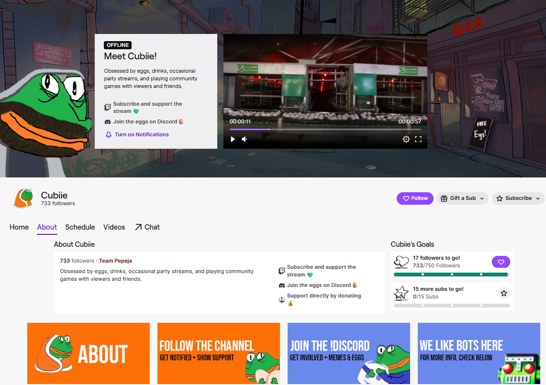 OFFLINE
Meet Cubiie!
Obsessed by eggs, drinks, occasional
party streams, and playing community
games with viewers and friends.
Subscribe and support the
stream 💚
Join the eggs on Discord🥚
Turn on Notifications
00:00:11
00:00:57
FREE
Eggs!
Cubiie
733 followers
Follow
Gift a Sub
Subscribe
Home
About
Schedule
Videos
Chat
About Cubiie
Cubiie's Goals
733 followers · Team Pepeja
Obsessed by eggs, drinks, occasional party streams, and playing community games
with viewers and friends.
Subscribe and support the
stream 💚
Join the eggs on Discord🥚
Support directly by donating
17 followers to go!
733/750 Followers
15 more subs to go!
0/15 Subs
ABOUT
FOLLOW THE CHANNEL
GET NOTIFIED + SHOW SUPPORT
JOIN THE !DISCORD
GET INVOLVED + MEMES & EGGS
WE LIKE BOTS HERE
FOR MORE INFO, CHECK BELOW